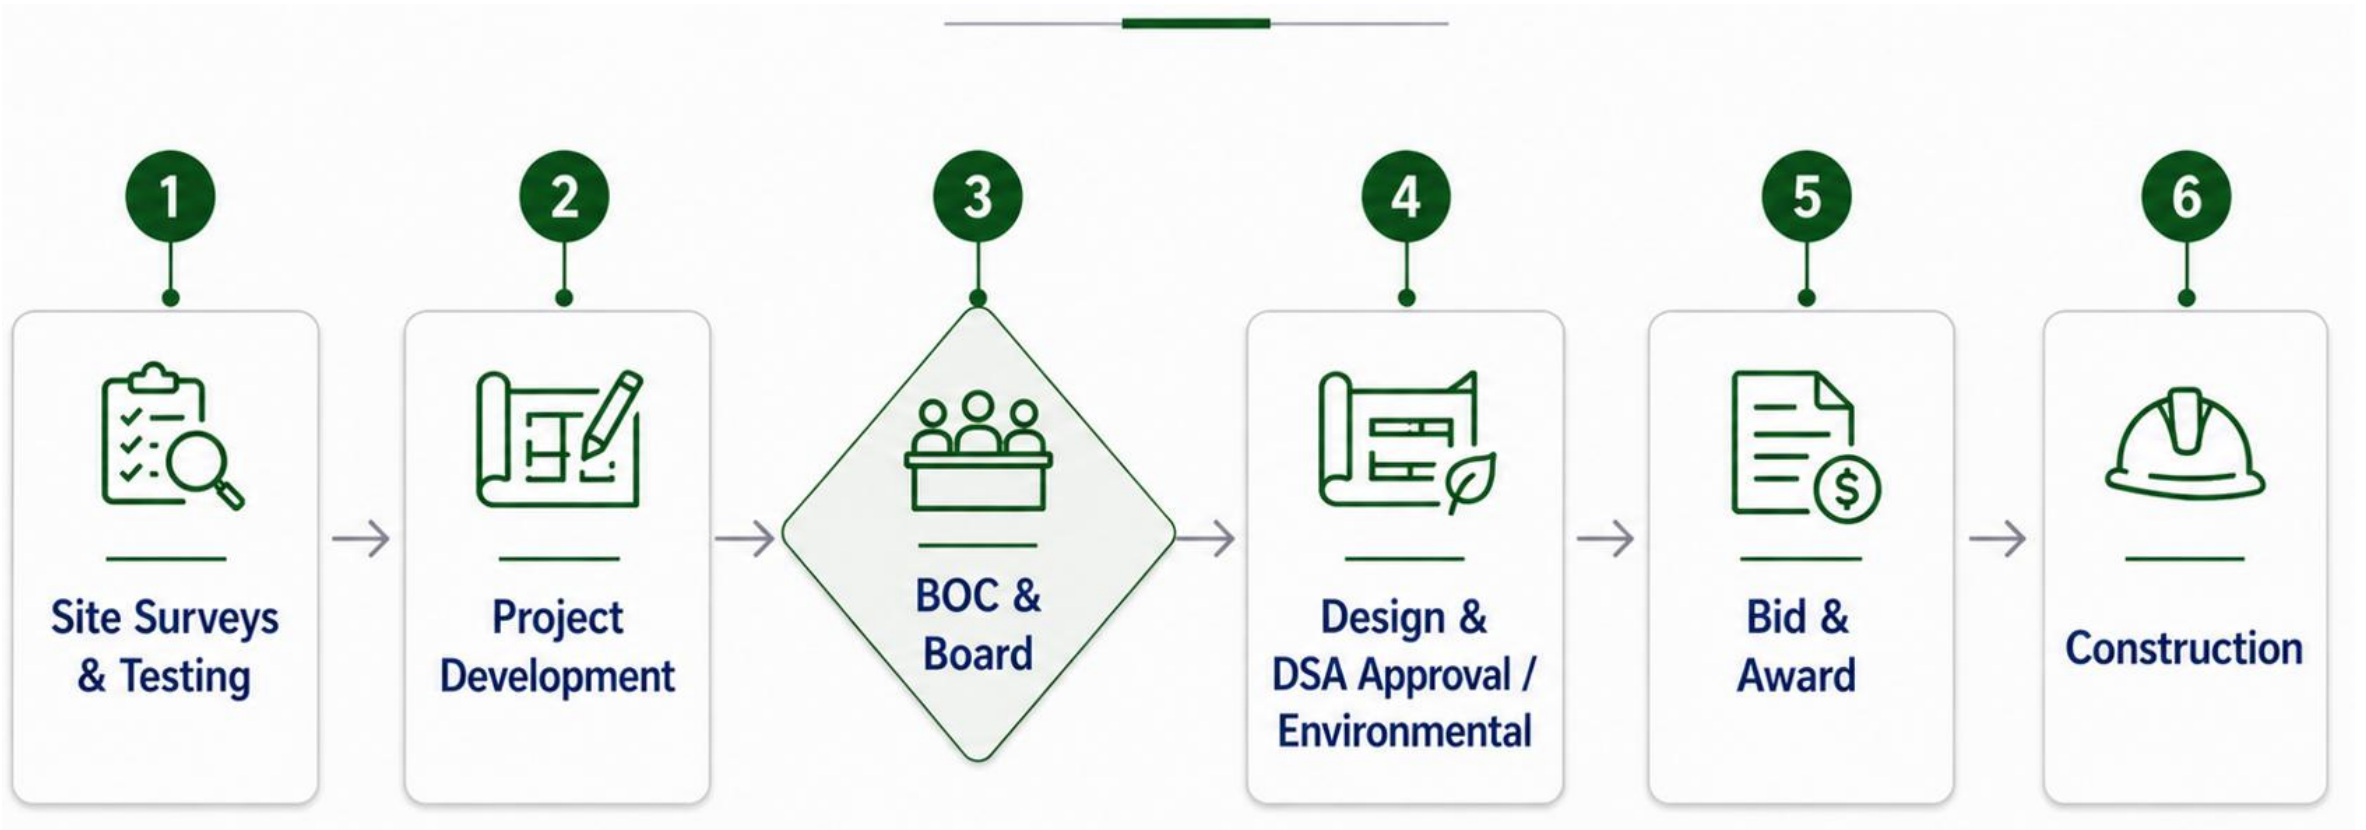 1
2
3
4
5
6
Site Surveys
& Testing
Project
Development
BOC &
Board
Design &
DSA Approval /
Environmental
$
Bid &
Award
Construction